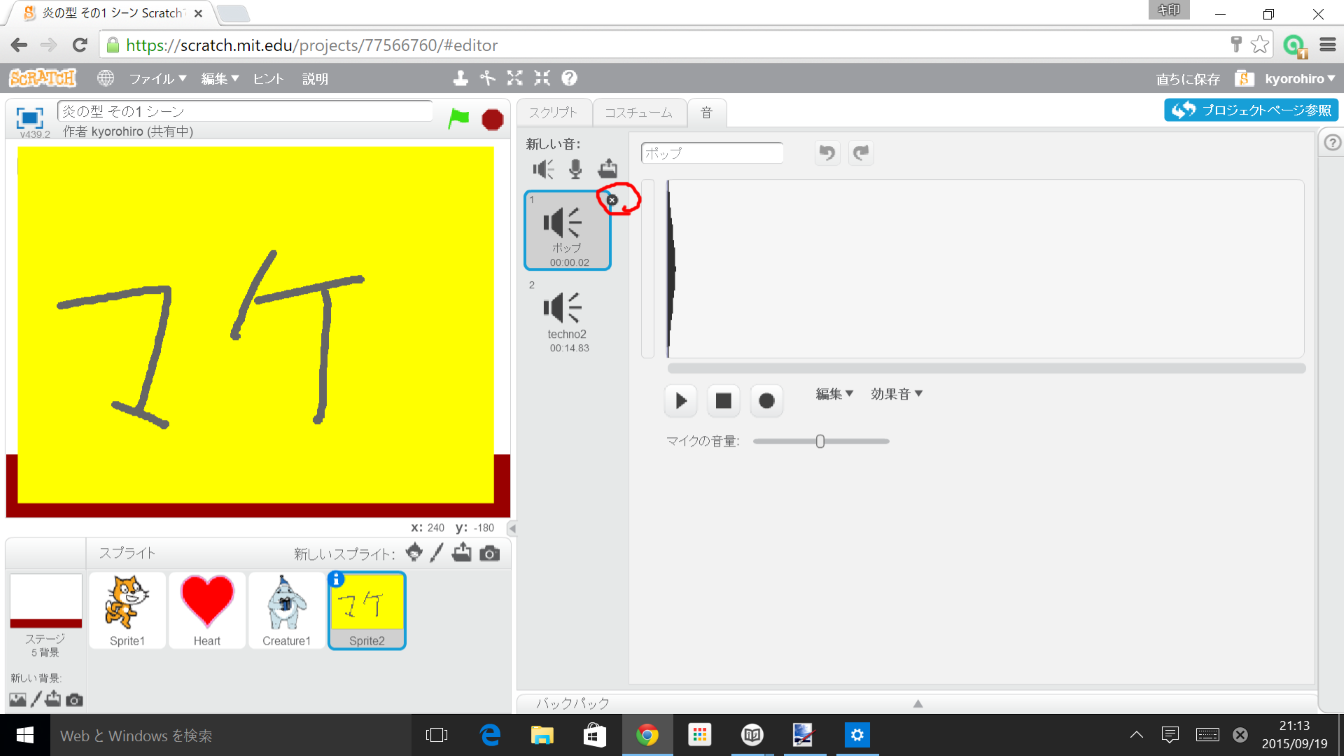 炎の型 その1 シーン Scratch
キ印
https://scratch.mit.edu/projects/77566760/#editor
SCRATCH ファイル▼ 編集▼ ヒント 説明 直ちに保存 kyorohiro▼
炎の型 その1 シーン
作者 kyorohiro (共有中)
v439.2
スクリプト コスチューム 音
プロジェクトページ参照
新しい音:
ポップ
1
ポップ
00:00.02
2
techno2
00:14.83
編集▼ 効果音▼
マイクの音量:
マケ
x: 240 y: -180
スプライト 新しいスプライト:
マケ
Sprite1 Heart Creature1 Sprite2
ステージ
5 背景
新しい背景:
バックパック
Web と Windows を検索
21:13
2015/09/19